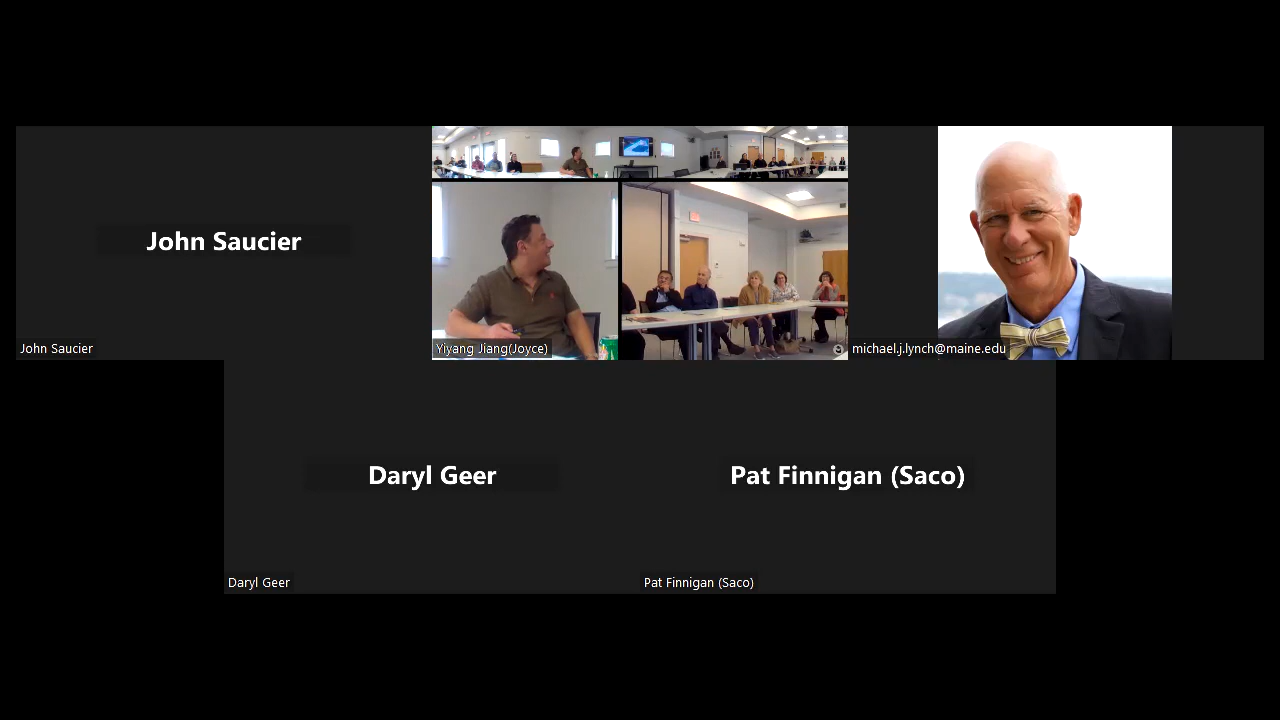 John Saucier
John Saucier
Yiyang Jiang(Joyce)
michael.j.lynch@maine.edu
Daryl Geer
Daryl Geer
Pat Finnigan (Saco)
Pat Finnigan (Saco)